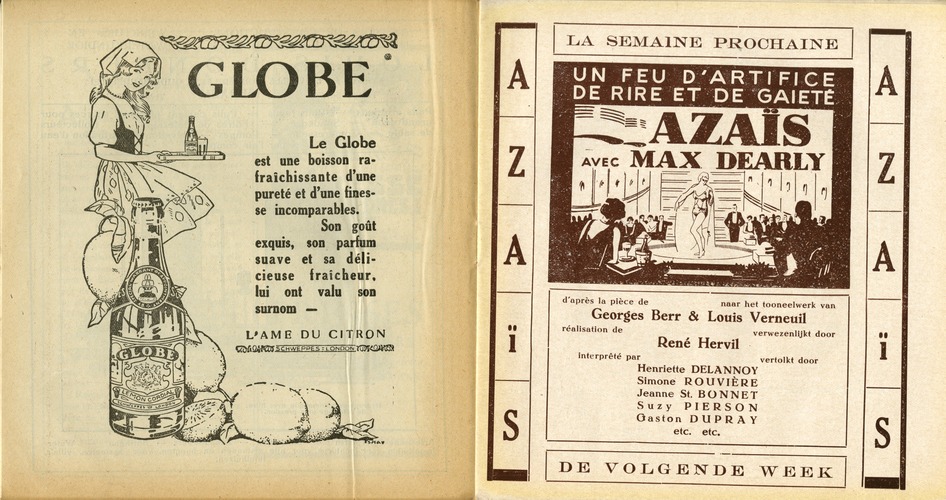 GLOBE
Le Globe
est une boisson ra-
fraîchissante d'une
pureté et d'une fines-
se incomparables.
Son goût
exquis, son parfum
suave et sa déli-
cieuse fraîcheur,
lui ont valu son
surnom —
L'AME DU CITRON
SCHWEPPES: LONDON
GLOBE
LEMON CORDIAL
LA SEMAINE PROCHAINE
UN FEU D'ARTIFICE
DE RIRE ET DE GAIETÉ
AZAÏS
AVEC MAX DEARLY
d'après la pièce de
naar het tooneelwerk van
Georges Berr & Louis Verneuil
réalisation de
verwezenlijkt door
René Hervil
interprété par
vertolkt door
Henriette DELANNOY
Simone ROUVIÈRE
Jeanne St. BONNET
Suzy PIERSON
Gaston DUPRAY
etc. etc.
DE VOLGENDE WEEK
A
Z
A
ï
S
A
Z
A
ï
S